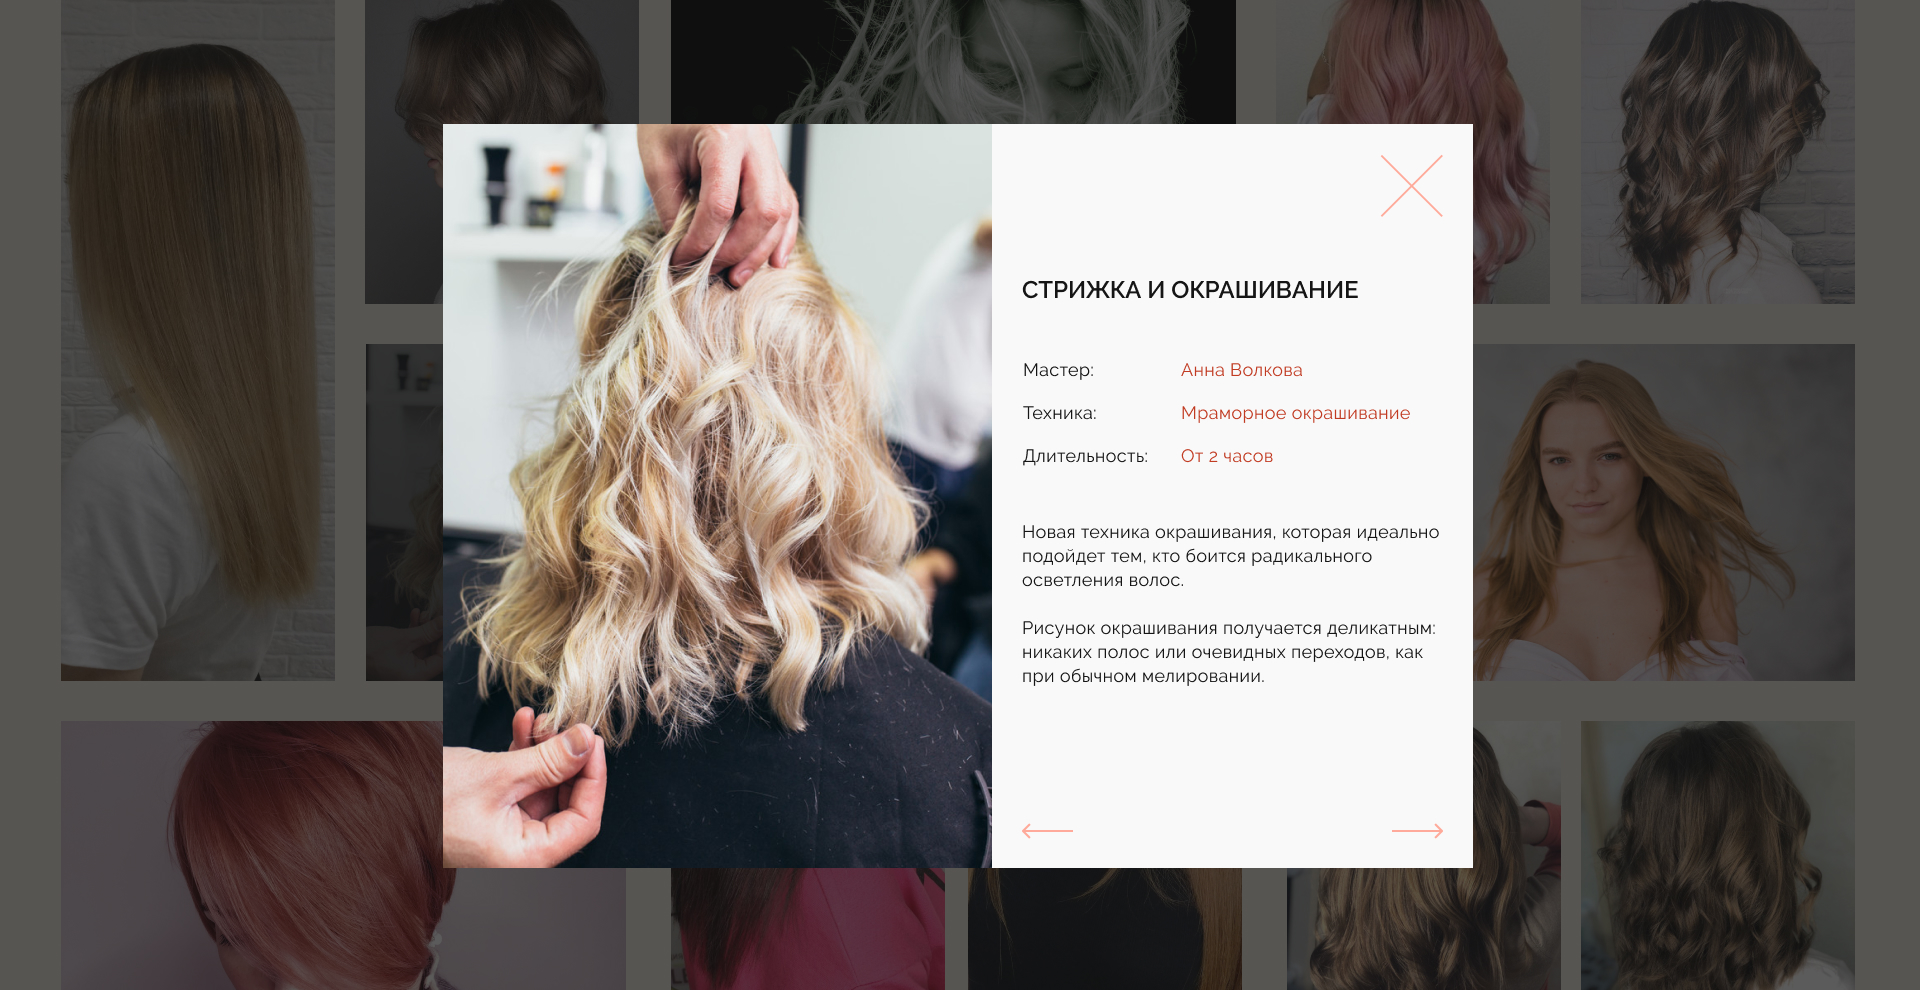 СТРИЖКА И ОКРАШИВАНИЕ
Мастер: Анна Волкова
Техника: Мраморное окрашивание
Длительность: От 2 часов
Новая техника окрашивания, которая идеально
подойдет тем, кто боится радикального
осветления волос.
Рисунок окрашивания получается деликатным:
никаких полос или очевидных переходов, как
при обычном мелировании.